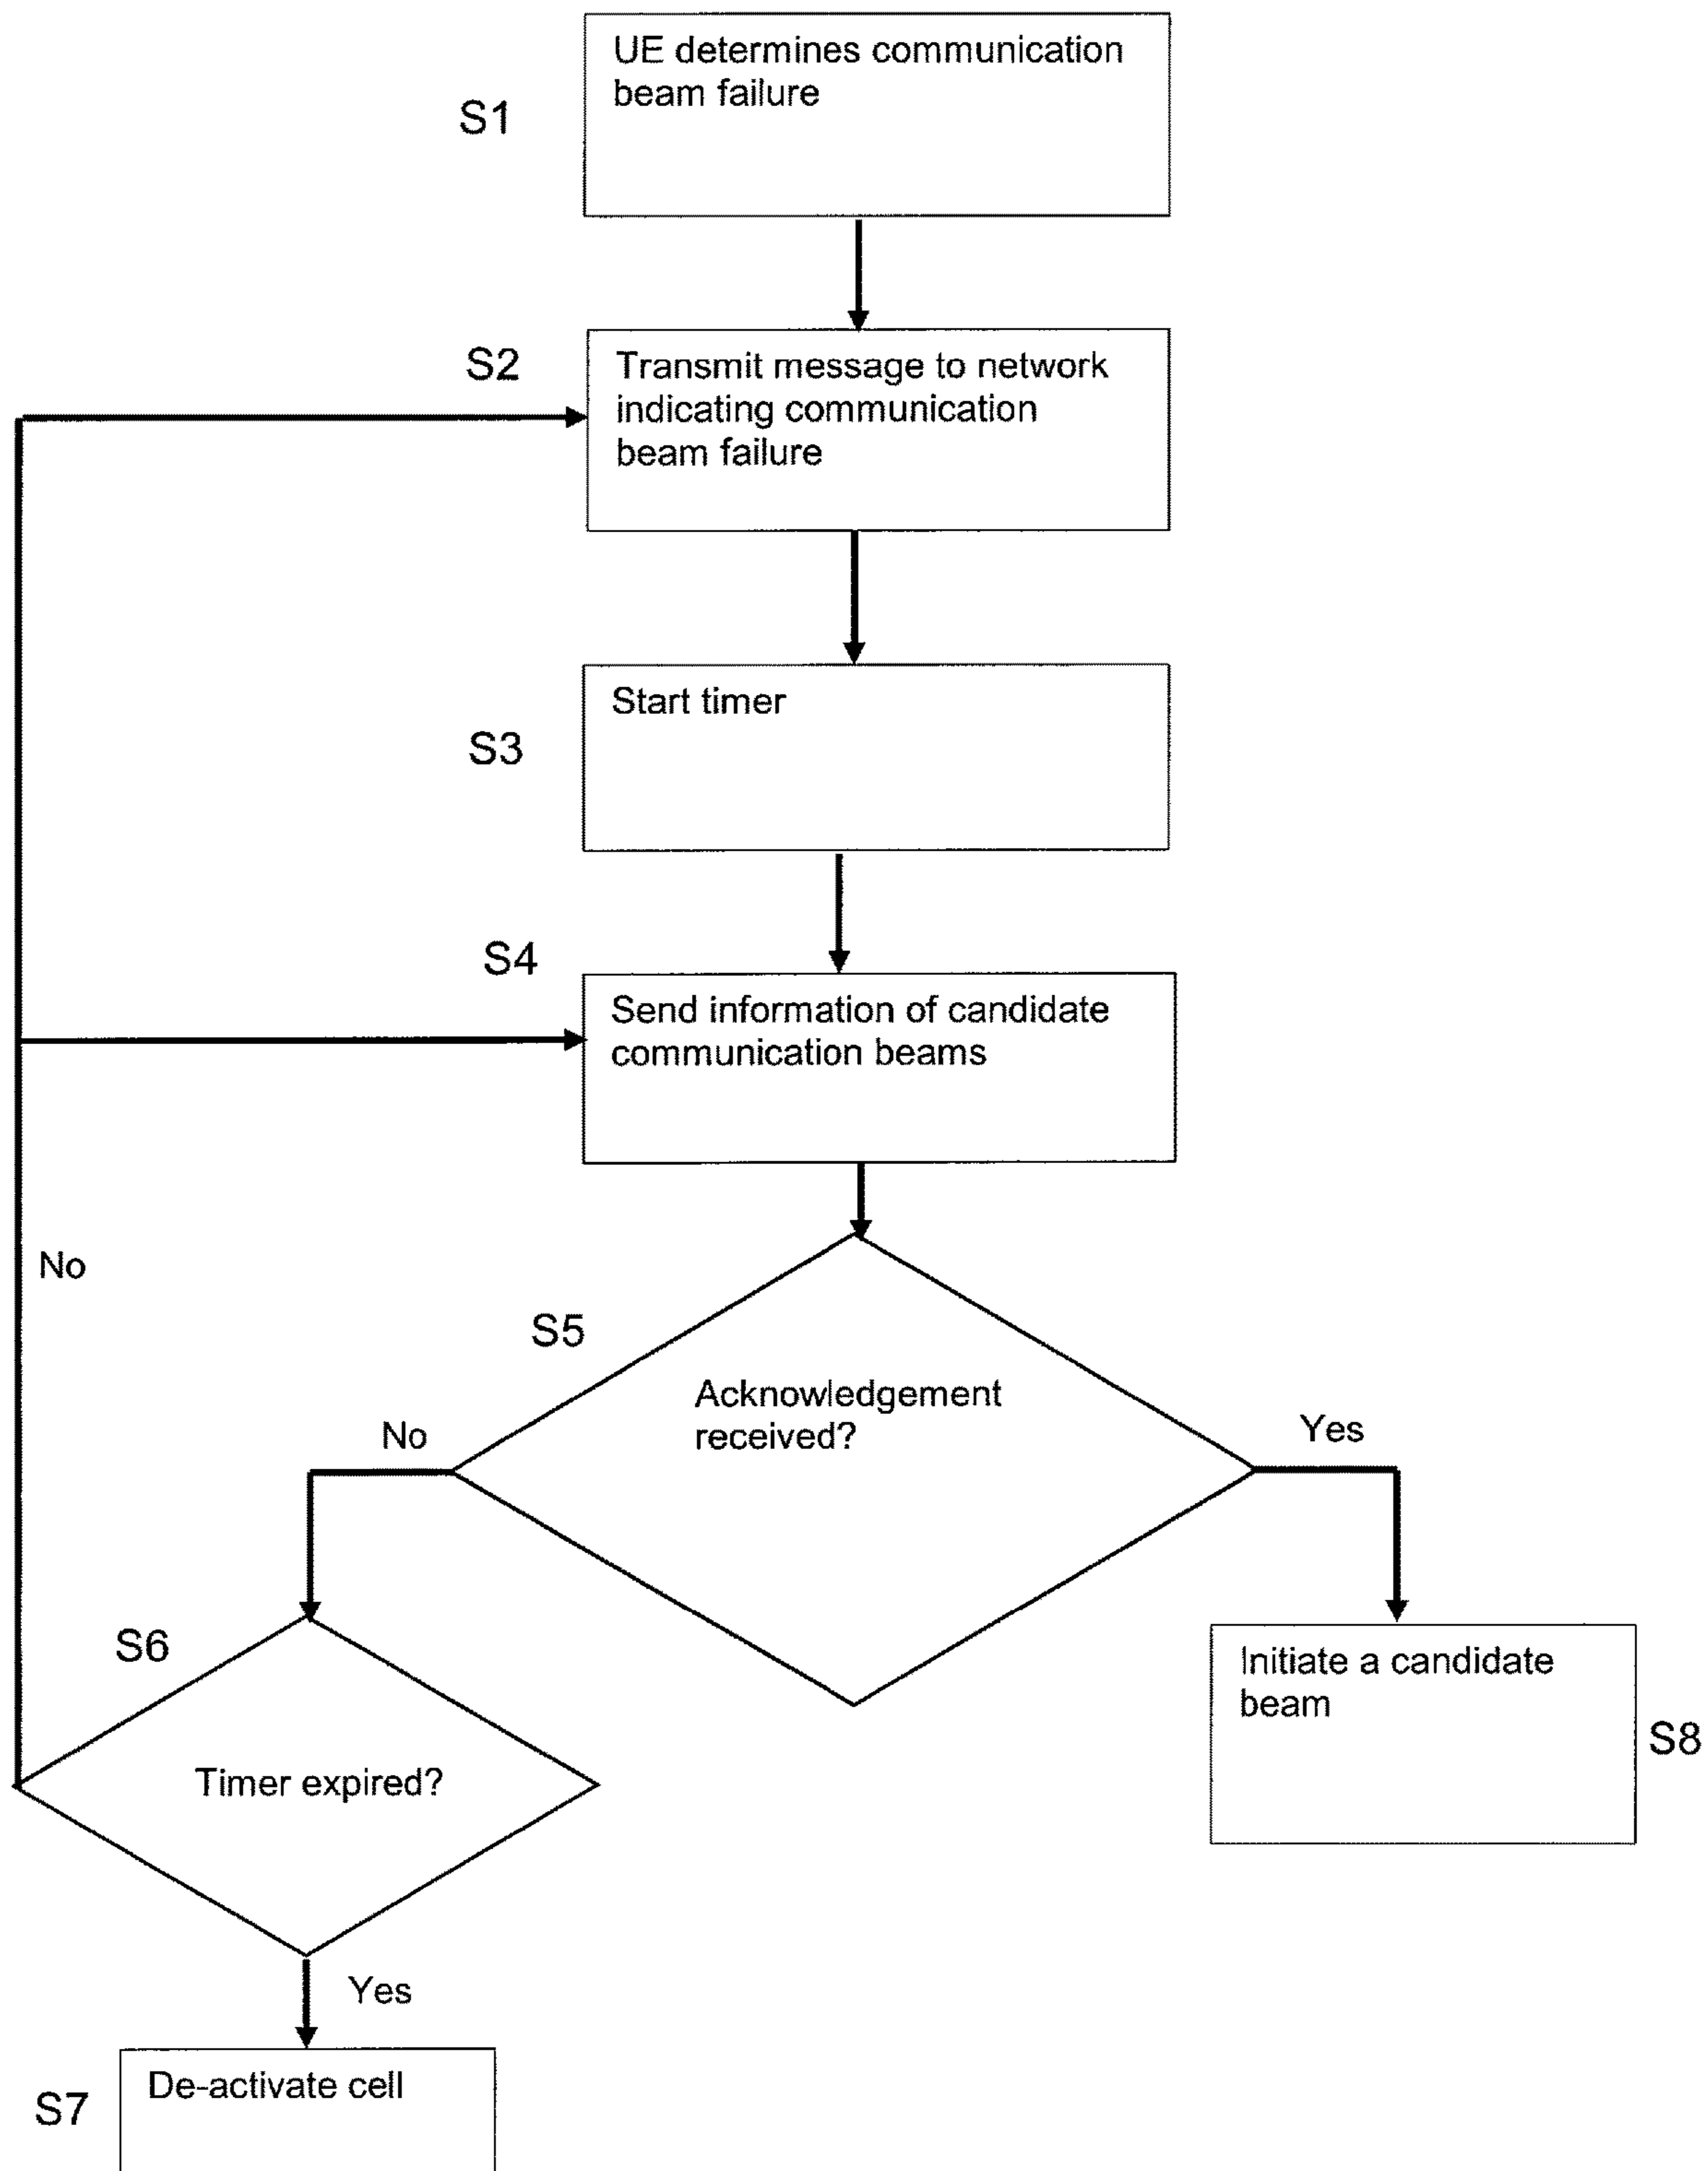 UE determines communication
beam failure
S1
S2
Transmit message to network
indicating communication
beam failure
Start timer
S3
S4
Send information of candidate
communication beams
No
S5
Acknowledgement
received?
No
Yes
S6
Initiate a candidate
beam
S8
Timer expired?
Yes
De-activate cell
S7